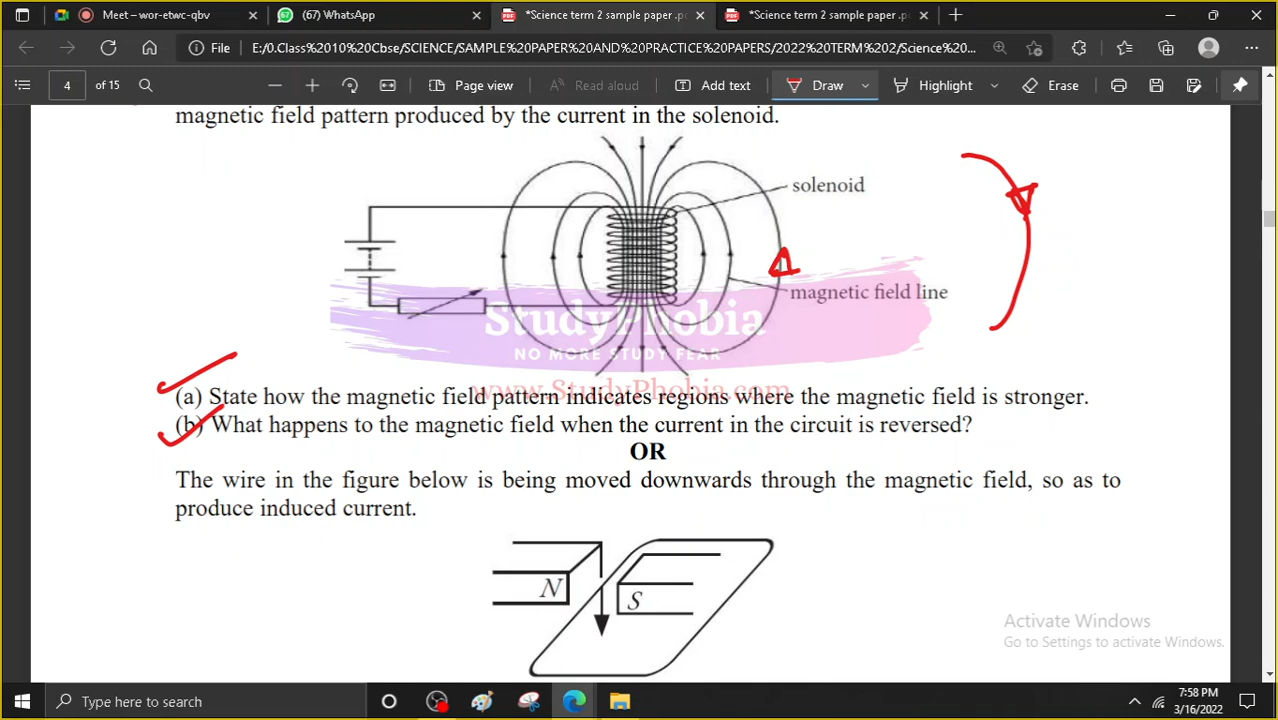 Meet – wor-etwc-qbv
(67) WhatsApp
*Science term 2 sample paper .p
*Science term 2 sample paper .p
File
E:/0.Class%2010%20Cbse/SCIENCE/SAMPLE%20PAPER%20AND%20PRACTICE%20PAPERS/2022%20TERM%202/Science%20...
4
of 15
Page view
Read aloud
Add text
Draw
Highlight
Erase
magnetic field pattern produced by the current in the solenoid.
solenoid
magnetic field line
StudyPhobia
NO MORE STUDY FEAR
www.StudyPhobia.com
(a) State how the magnetic field pattern indicates regions where the magnetic field is stronger.
(b) What happens to the magnetic field when the current in the circuit is reversed?
OR
The wire in the figure below is being moved downwards through the magnetic field, so as to
produce induced current.
N
S
Activate Windows
Go to Settings to activate Windows.
Type here to search
7:58 PM
3/16/2022